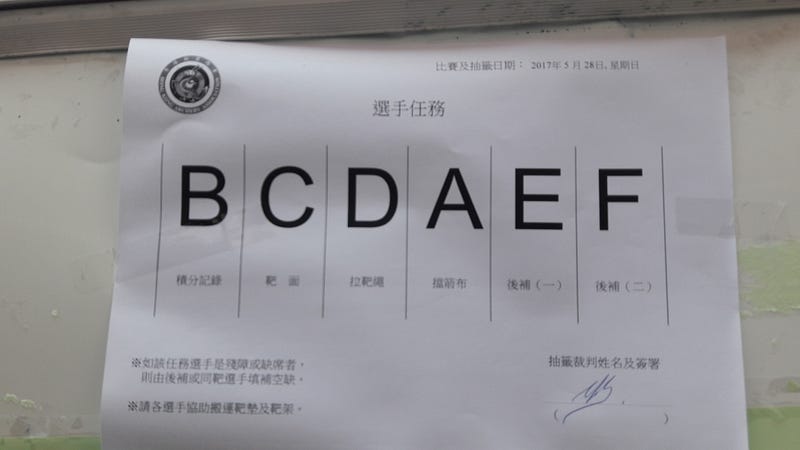 比賽及抽籤日期： 2017年5月28日, 星期日
選手任務
B C D A E F
積分記錄 靶 面 拉靶繩 擋箭布 後補（一） 後補（二）
※如該任務選手是殘障或缺席者，
則由後補或同靶選手填補空缺。
※請各選手協助搬運靶墊及靶架。
抽籤裁判姓名及簽署
( )